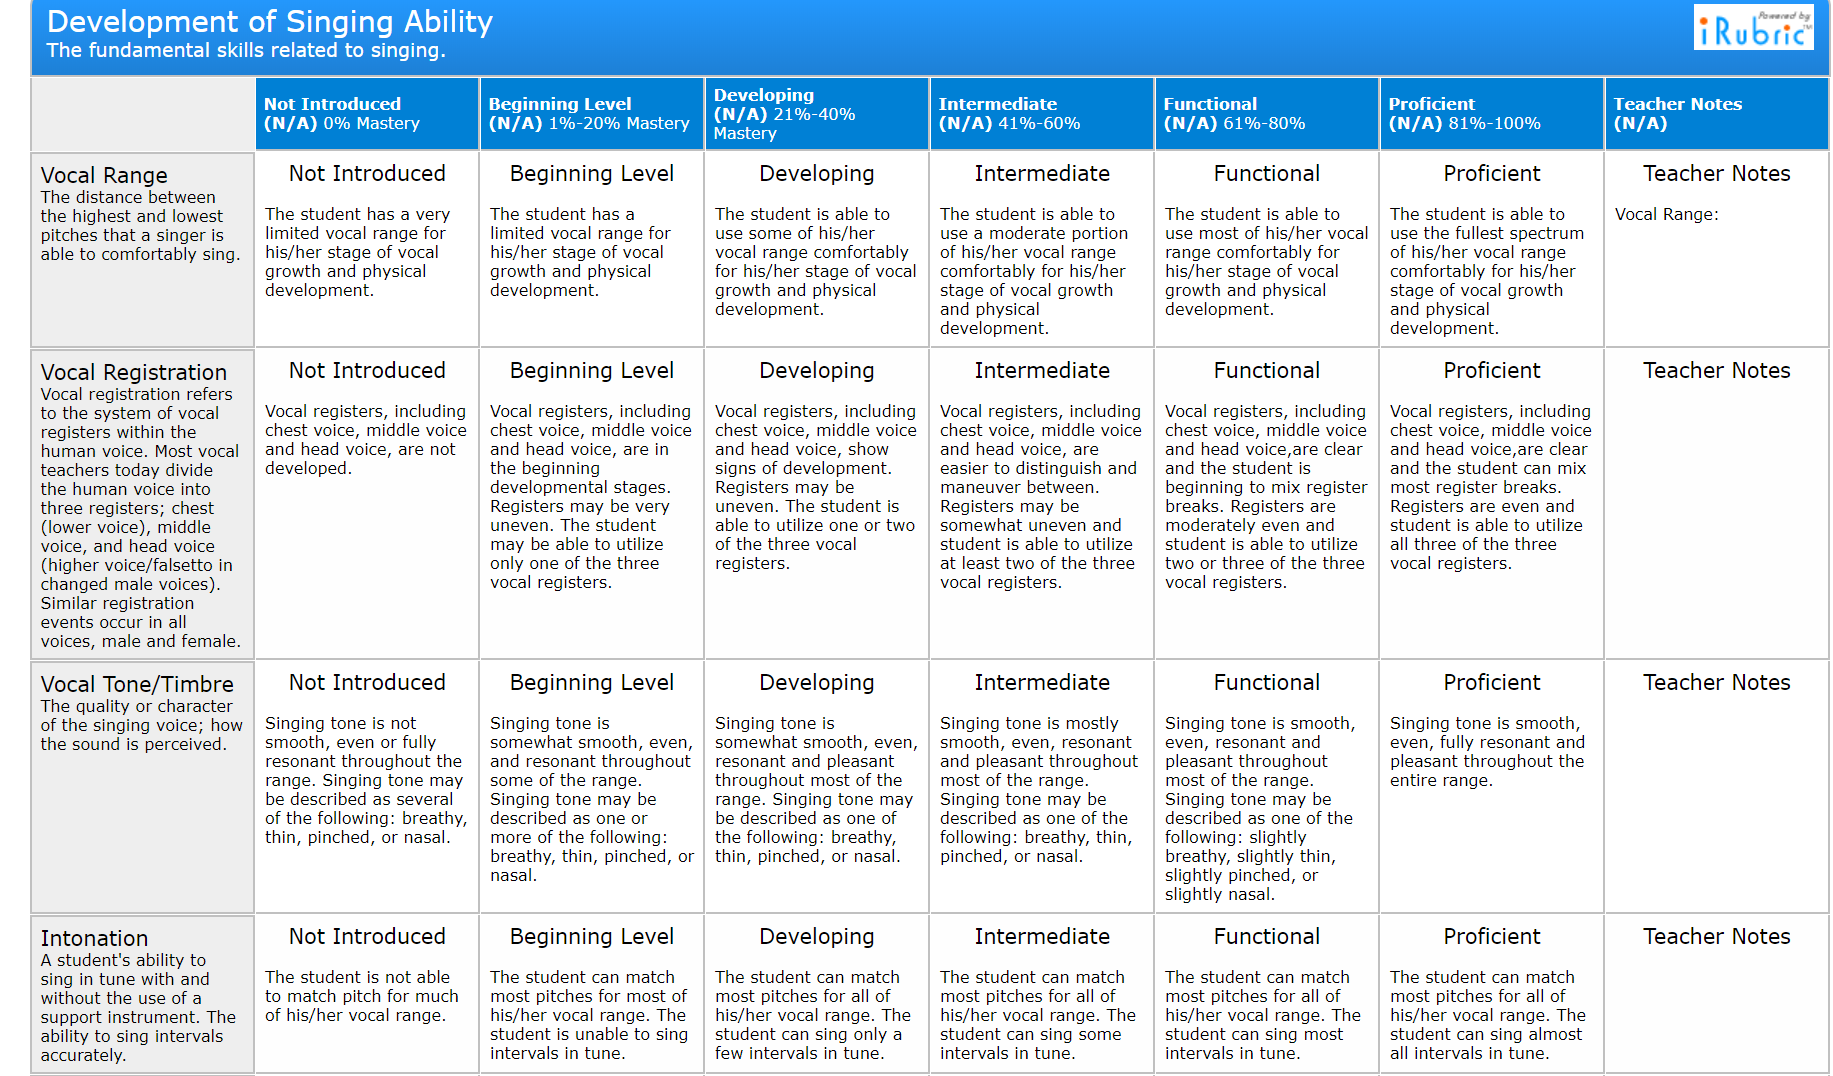 Development of Singing Ability
The fundamental skills related to singing.
Powered by
iRubric
Not Introduced
(N/A) 0% Mastery
Beginning Level
(N/A) 1%-20% Mastery
Developing
(N/A) 21%-40%
Mastery
Intermediate
(N/A) 41%-60%
Functional
(N/A) 61%-80%
Proficient
(N/A) 81%-100%
Teacher Notes
(N/A)
Vocal Range
The distance between
the highest and lowest
pitches that a singer is
able to comfortably sing.
Not Introduced
The student has a very
limited vocal range for
his/her stage of vocal
growth and physical
development.
Beginning Level
The student has a
limited vocal range for
his/her stage of vocal
growth and physical
development.
Developing
The student is able to
use some of his/her
vocal range comfortably
for his/her stage of vocal
growth and physical
development.
Intermediate
The student is able to
use a moderate portion
of his/her vocal range
comfortably for his/her
stage of vocal growth
and physical
development.
Functional
The student is able to
use most of his/her vocal
range comfortably for
his/her stage of vocal
growth and physical
development.
Proficient
The student is able to
use the fullest spectrum
of his/her vocal range
comfortably for his/her
stage of vocal growth
and physical
development.
Teacher Notes
Vocal Range:
Vocal Registration
Vocal registration refers
to the system of vocal
registers within the
human voice. Most vocal
teachers today divide
the human voice into
three registers; chest
(lower voice), middle
voice, and head voice
(higher voice/falsetto in
changed male voices).
Similar registration
events occur in all
voices, male and female.
Not Introduced
Vocal registers, including
chest voice, middle voice
and head voice, are not
developed.
Beginning Level
Vocal registers, including
chest voice, middle voice
and head voice, are in
the beginning
developmental stages.
Registers may be very
uneven. The student
may be able to utilize
only one of the three
vocal registers.
Developing
Vocal registers, including
chest voice, middle voice
and head voice, show
signs of development.
Registers may be
uneven. The student is
able to utilize one or two
of the three vocal
registers.
Intermediate
Vocal registers, including
chest voice, middle voice
and head voice, are
easier to distinguish and
maneuver between.
Registers may be
somewhat uneven and
student is able to utilize
at least two of the three
vocal registers.
Functional
Vocal registers, including
chest voice, middle voice
and head voice,are clear
and the student is
beginning to mix register
breaks. Registers are
moderately even and
student is able to utilize
two or three of the three
vocal registers.
Proficient
Vocal registers, including
chest voice, middle voice
and head voice,are clear
and the student can mix
most register breaks.
Registers are even and
student is able to utilize
all three of the three
vocal registers.
Teacher Notes
Vocal Tone/Timbre
The quality or character
of the singing voice; how
the sound is perceived.
Not Introduced
Singing tone is not
smooth, even or fully
resonant throughout the
range. Singing tone may
be described as several
of the following: breathy,
thin, pinched, or nasal.
Beginning Level
Singing tone is
somewhat smooth, even,
and resonant throughout
some of the range.
Singing tone may be
described as one or
more of the following:
breathy, thin, pinched, or
nasal.
Developing
Singing tone is
somewhat smooth, even,
resonant and pleasant
throughout most of the
range. Singing tone may
be described as one of
the following: breathy,
thin, pinched, or nasal.
Intermediate
Singing tone is mostly
smooth, even, resonant
and pleasant throughout
most of the range.
Singing tone may be
described as one of the
following: breathy, thin,
pinched, or nasal.
Functional
Singing tone is smooth,
even, resonant and
pleasant throughout
most of the range.
Singing tone may be
described as one of the
following: slightly
breathy, slightly thin,
slightly pinched, or
slightly nasal.
Proficient
Singing tone is smooth,
even, fully resonant and
pleasant throughout the
entire range.
Teacher Notes
Intonation
A student's ability to
sing in tune with and
without the use of a
support instrument. The
ability to sing intervals
accurately.
Not Introduced
The student is not able
to match pitch for much
of his/her vocal range.
Beginning Level
The student can match
most pitches for most of
his/her vocal range. The
student is unable to sing
intervals in tune.
Developing
The student can match
most pitches for all of
his/her vocal range. The
student can sing only a
few intervals in tune.
Intermediate
The student can match
most pitches for all of
his/her vocal range. The
student can sing some
intervals in tune.
Functional
The student can match
most pitches for all of
his/her vocal range. The
student can sing most
intervals in tune.
Proficient
The student can match
most pitches for all of
his/her vocal range. The
student can sing almost
all intervals in tune.
Teacher Notes